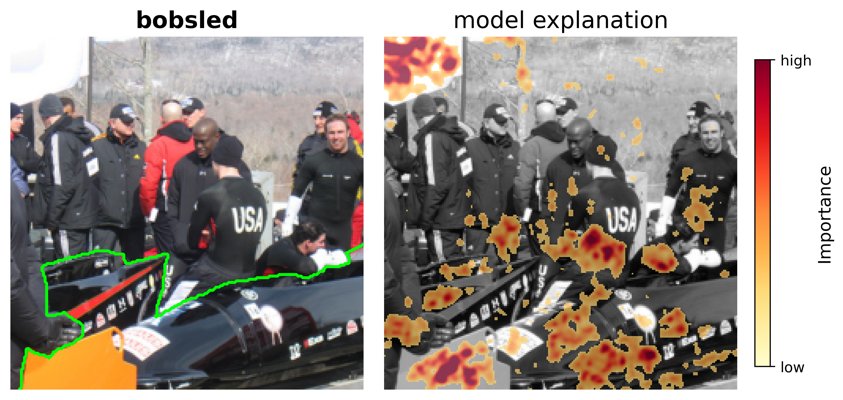 bobsled
model explanation
USA
USA
high
Importance
low